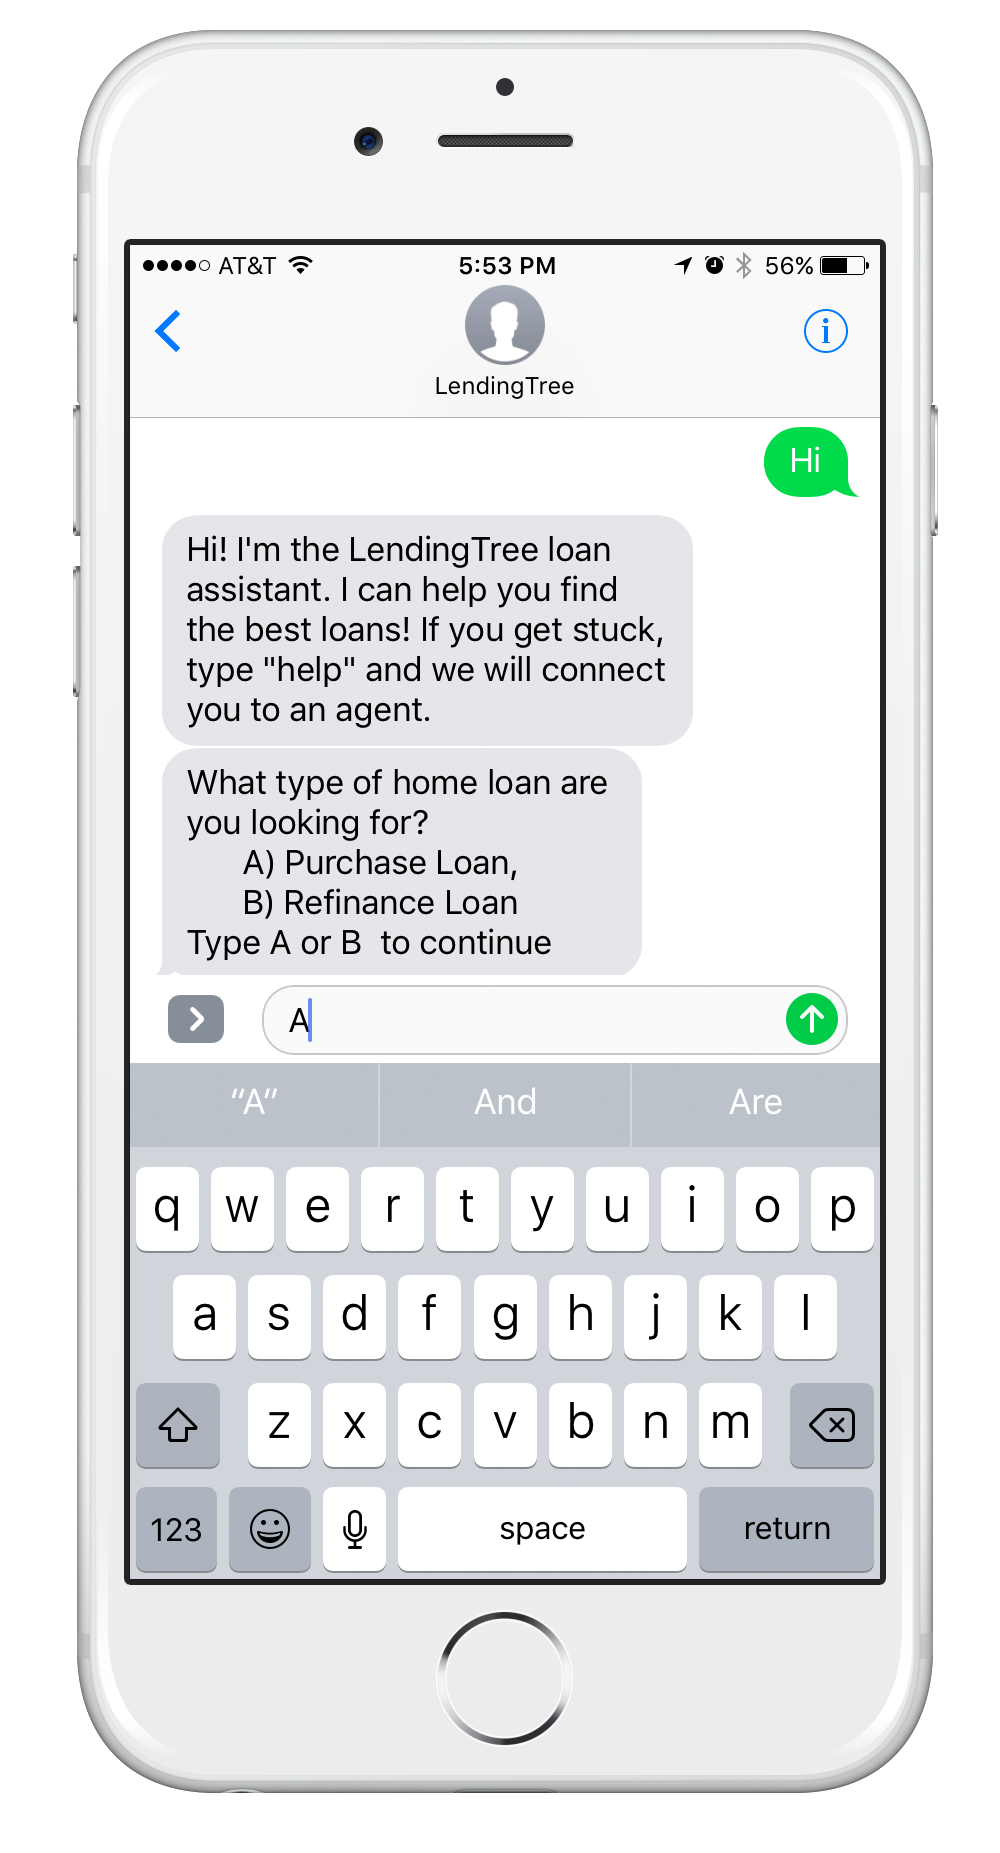 AT&T 5:53 PM 56%
LendingTree
Hi
Hi! I'm the LendingTree loan
assistant. I can help you find
the best loans! If you get stuck,
type "help" and we will connect
you to an agent.
What type of home loan are
you looking for?
A) Purchase Loan,
B) Refinance Loan
Type A or B  to continue
A
“A” And Are
q w e r t y u i o p
a s d f g h j k l
z x c v b n m
123 space return